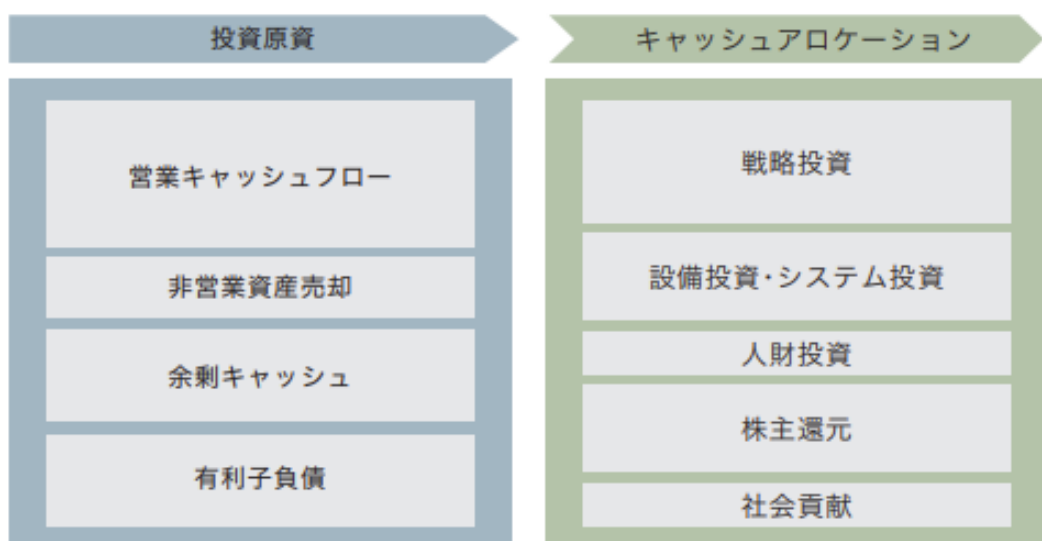 投資原資
営業キャッシュフロー
非営業資産売却
余剰キャッシュ
有利子負債
キャッシュアロケーション
戦略投資
設備投資･システム投資
人財投資
株主還元
社会貢献